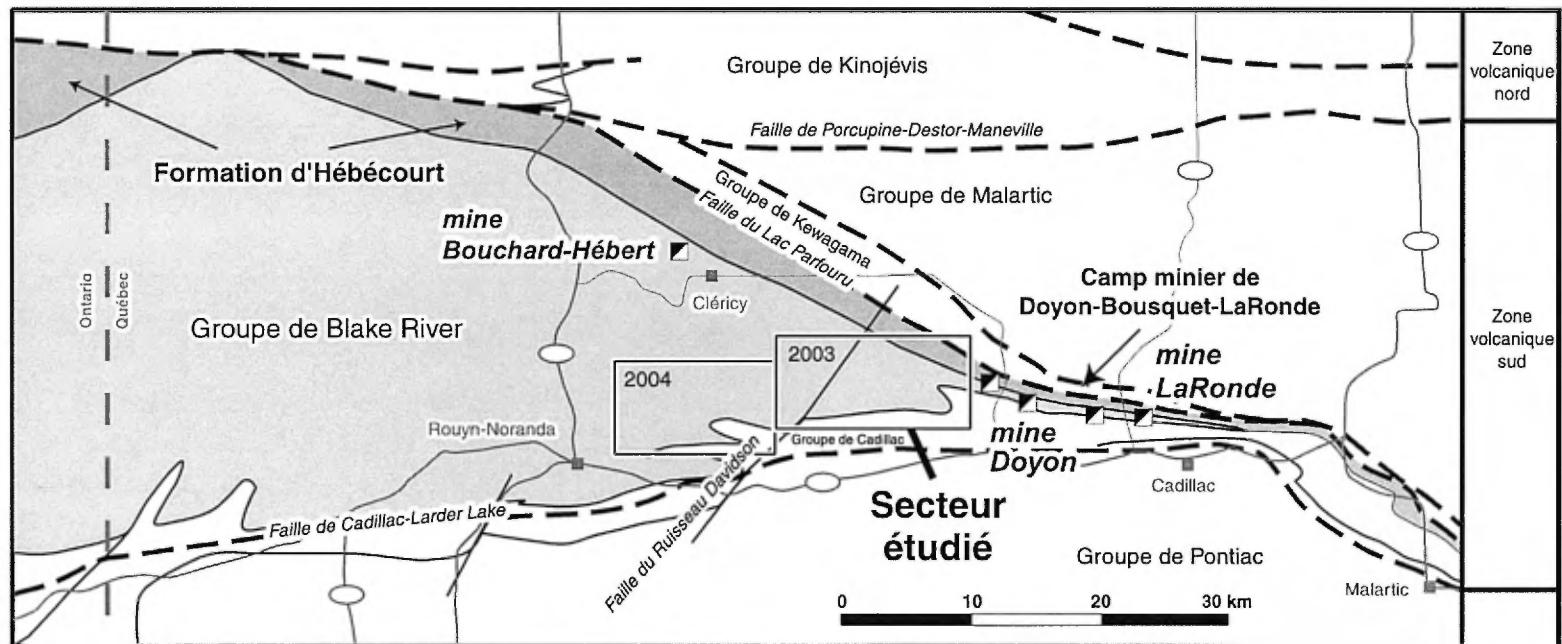 Groupe de Kinojévis
Zone
volcanique
nord
Faille de Porcupine-Destor-Maneville
Formation d'Hébécourt
Groupe de Malartic
Groupe de Kewagama
Faille du Lac Parfouru
mine
Bouchard-Hébert
Ontario
Québec
Cléricy
Camp minier de
Doyon-Bousquet-LaRonde
Groupe de Blake River
Zone
volcanique
sud
2003
2004
mine
LaRonde
Rouyn-Noranda
Groupe de Cadillac
mine
Doyon
Cadillac
Faille du Ruisseau Davidson
Faille de Cadillac-Larder Lake
Secteur
étudié
Groupe de Pontiac
Malartic
0 10 20 30 km